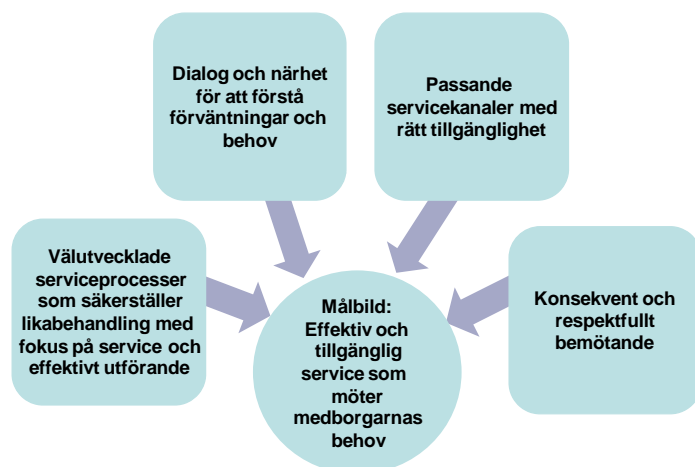 Dialog och närhet
för att förstå
förväntningar och
behov
Passande
servicekanaler med
rätt tillgänglighet
Välutvecklade
serviceprocesser
som säkerställer
likabehandling med
fokus på service och
effektivt utförande
Målbild:
Effektiv och
tillgänglig
service som
möter
medborgarnas
behov
Konsekvent och
respektfullt
bemötande